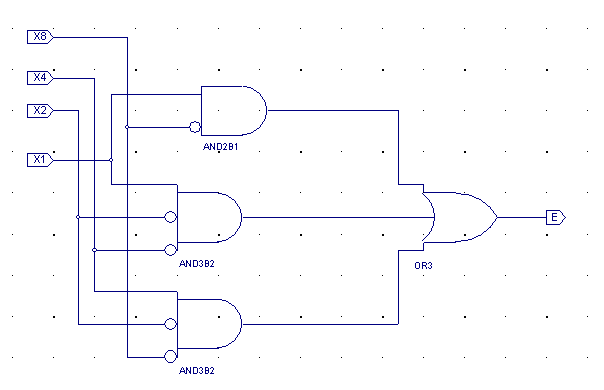 X8
X4
X2
X1
AND2B1
AND3B2
E
OR3
AND3B2